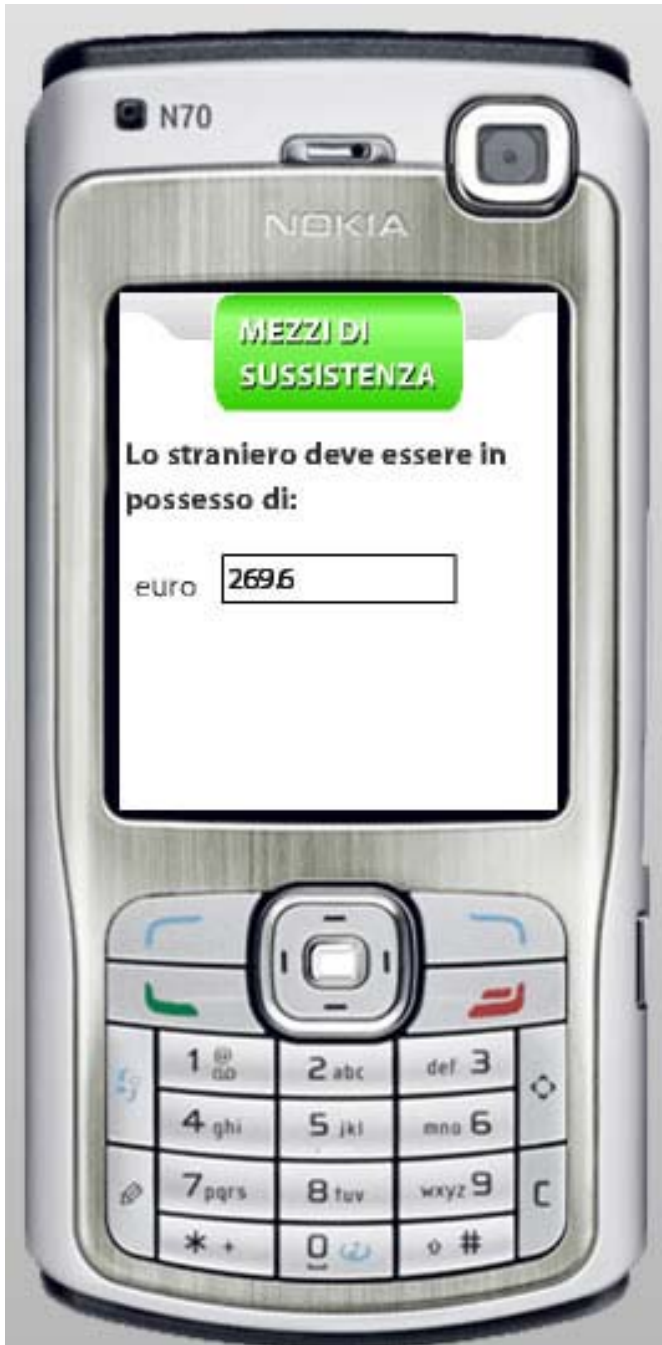 N70
NOKIA
MEZZI DI
SUSSISTENZA
Lo straniero deve essere in
possesso di:
euro 269.6
1 @ 2 abc def 3
4 ghi 5 jkl mno 6
7 pqrs 8 tuv wxyz 9 C
* + 0 #